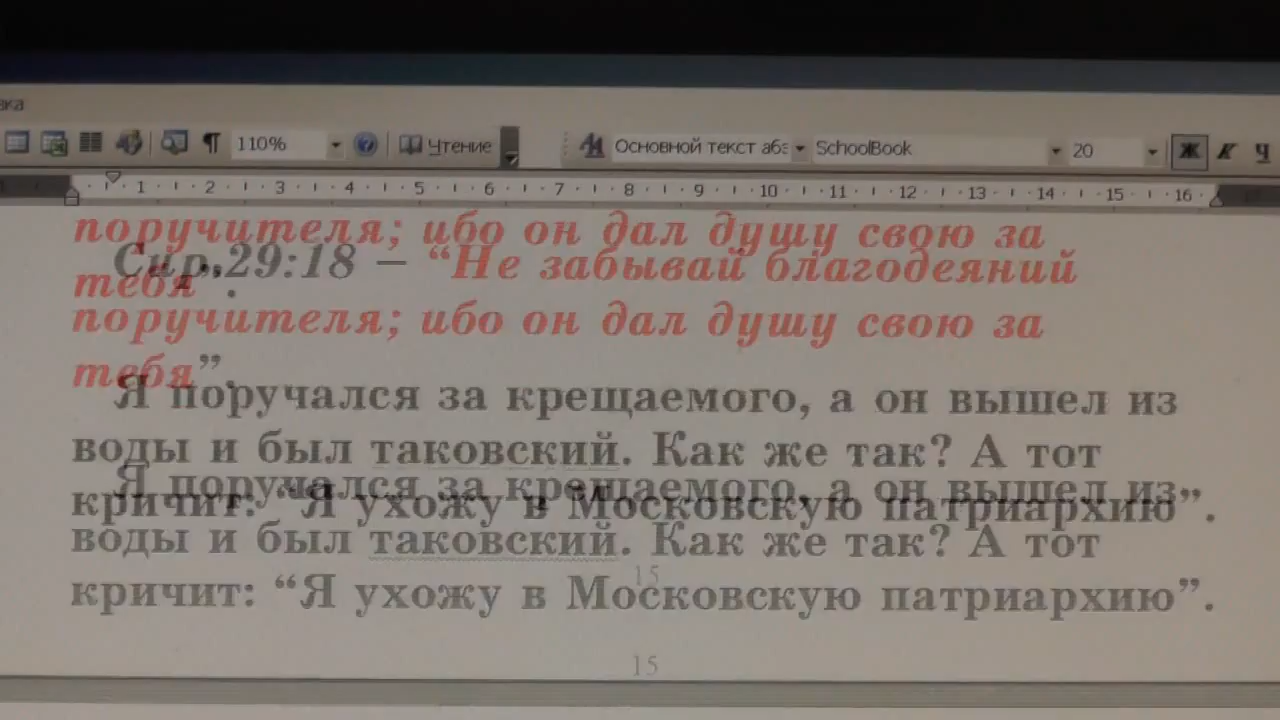 вка
110% Чтение Основной текст абз SchoolBook 20 Ж К Ч
1 1 2 3 4 5 6 7 8 9 10 11 12 13 14 15 16
поручителя; ибо он дал душу свою за
Сир.29:18 – “Не забывай благодеяний
тебя”.
поручителя; ибо он дал душу свою за
тебя”.
Я поручался за крещаемого, а он вышел из
воды и был таковский. Как же так? А тот
Я поручался за крещаемого, а он вышел из
кричит: “Я ухожу в Московскую патриархию”.
воды и был таковский. Как же так? А тот
15
кричит: “Я ухожу в Московскую патриархию”.
15